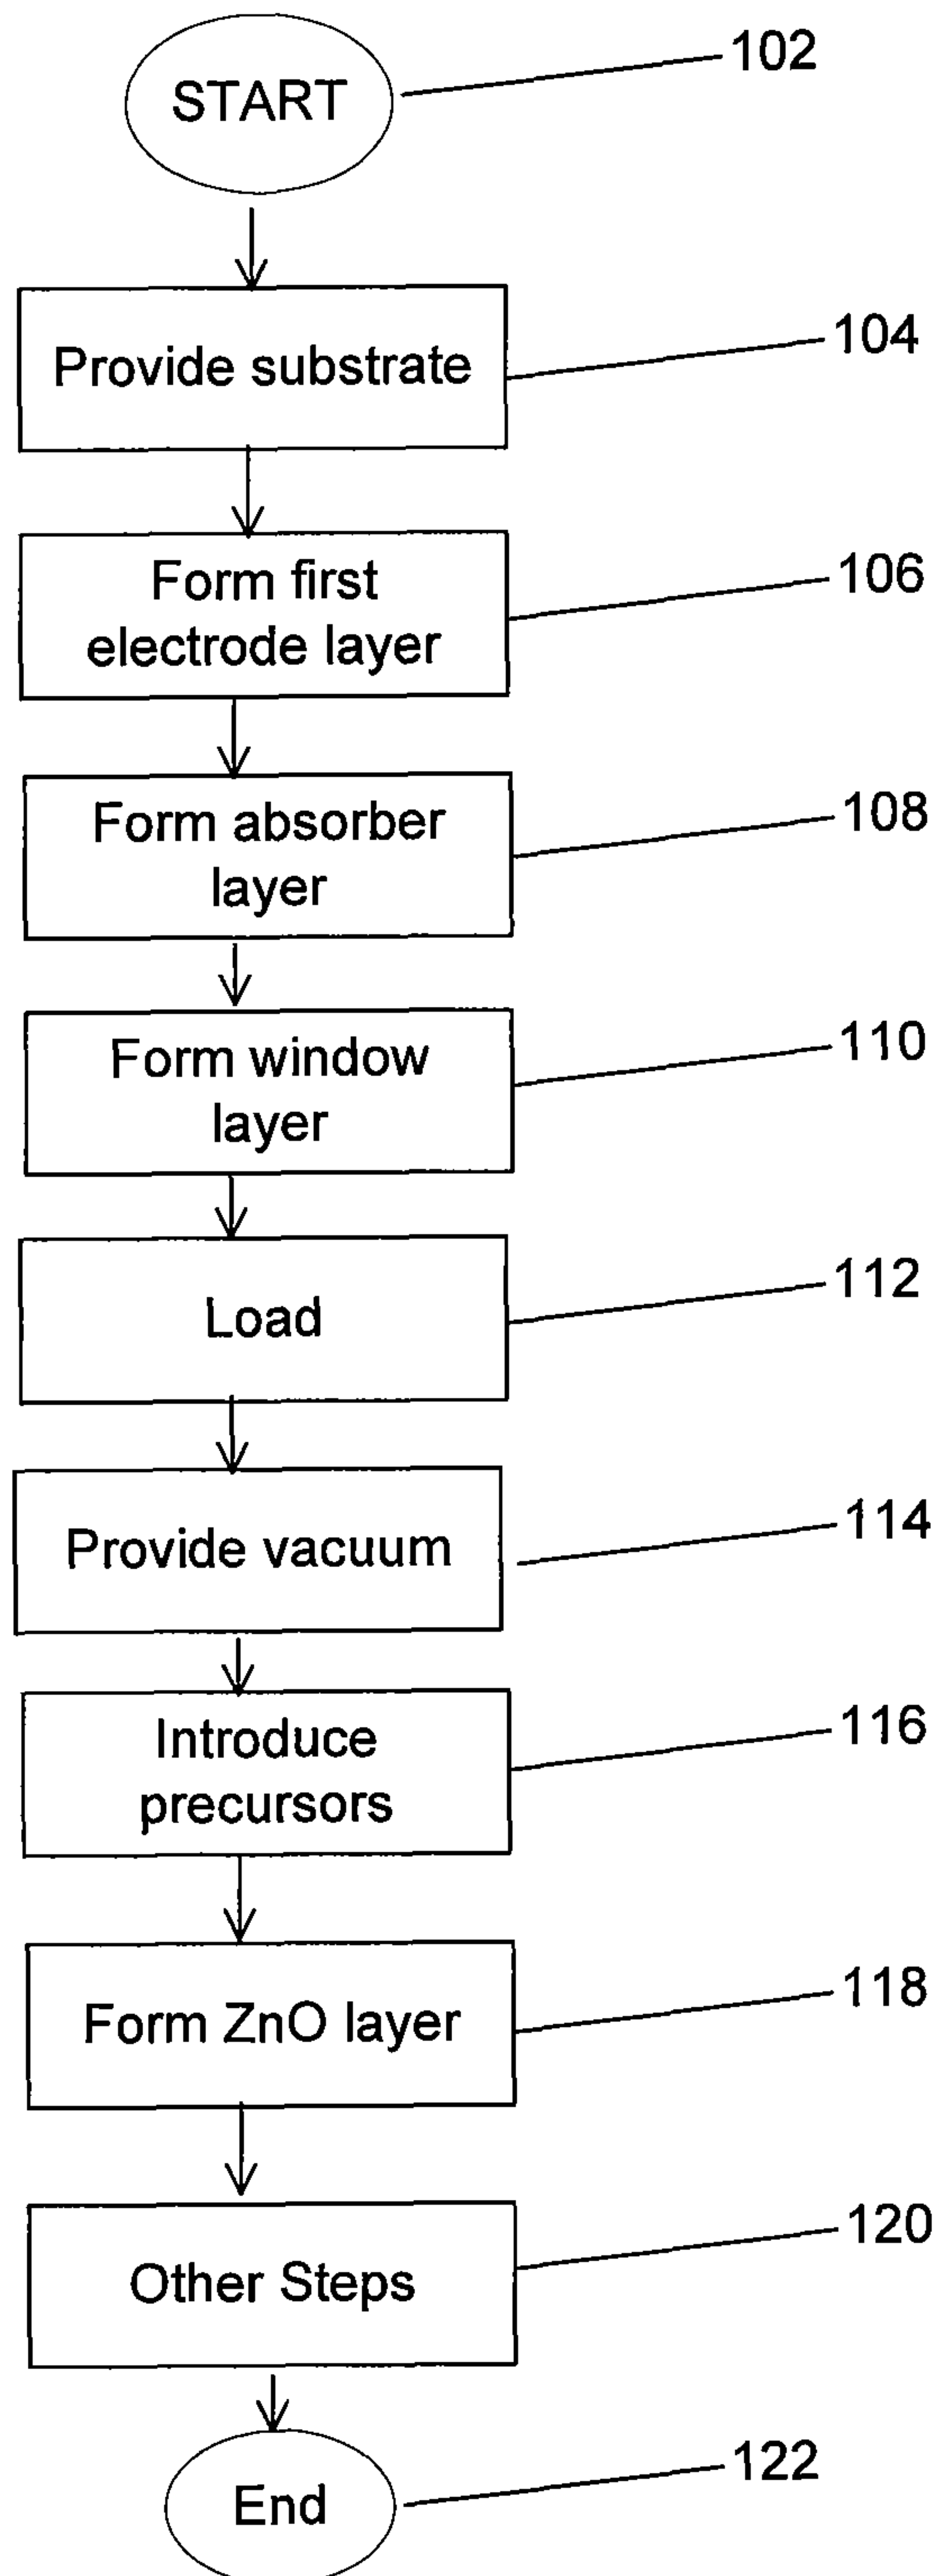 START
102
Provide substrate
104
Form first
electrode layer
106
Form absorber
layer
108
Form window
layer
110
Load
112
Provide vacuum
114
Introduce
precursors
116
Form ZnO layer
118
Other Steps
120
End
122